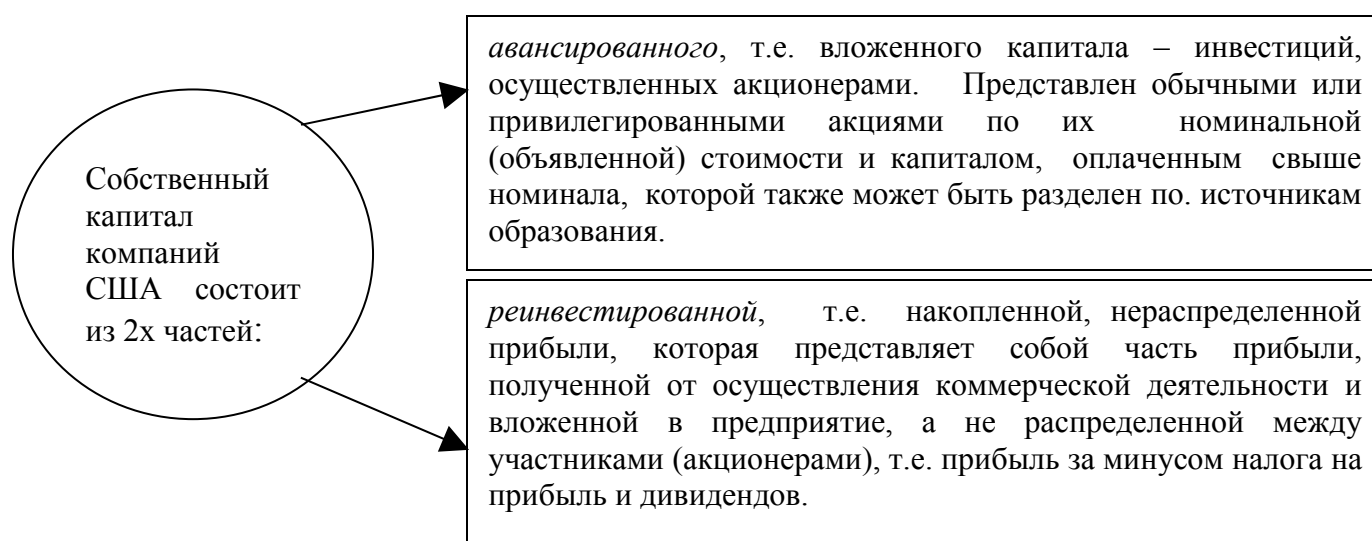 Собственный
капитал
компаний
США состоит
из 2х частей:
авансированного, т.е. вложенного капитала – инвестиций,
осуществленных акционерами. Представлен обычными или
привилегированными акциями по их номинальной
(объявленной) стоимости и капиталом, оплаченным свыше
номинала, которой также может быть разделен по. источникам
образования.
реинвестированной, т.е. накопленной, нераспределенной
прибыли, которая представляет собой часть прибыли,
полученной от осуществления коммерческой деятельности и
вложенной в предприятие, а не распределенной между
участниками (акционерами), т.е. прибыль за минусом налога на
прибыль и дивидендов.